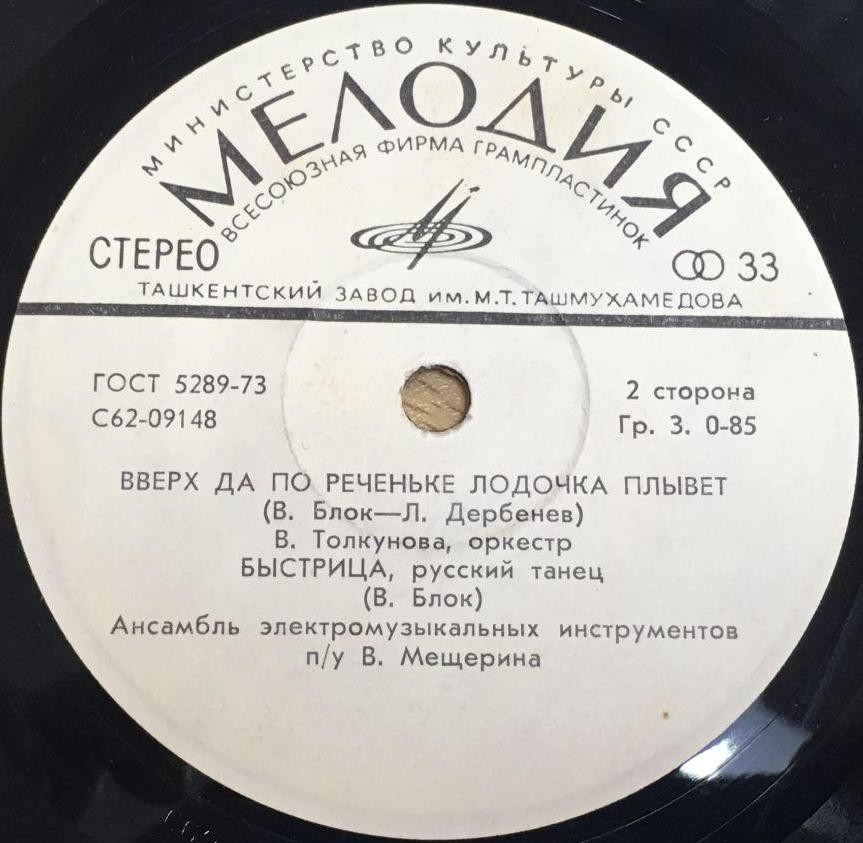 МИНИСТЕРСТВО КУЛЬТУРЫ СССР
МЕЛОДИЯ
ВСЕСОЮЗНАЯ ФИРМА ГРАМПЛАСТИНОК
СТЕРЕО 33
ТАШКЕНТСКИЙ ЗАВОД ИМ. М. Т. ТАШМУХАМЕДОВА
ГОСТ 5289-73 2 сторона
С62-09148 Гр. 3. 0-85
ВВЕРХ ДА ПО РЕЧЕНЬКЕ ЛОДОЧКА ПЛЫВЕТ
(В. Блок—Л. Дербенев)
В. Толкунова, оркестр
БЫСТРИЦА, русский танец
(В. Блок)
Ансамбль электромузыкальных инструментов
п/у В. Мещерина